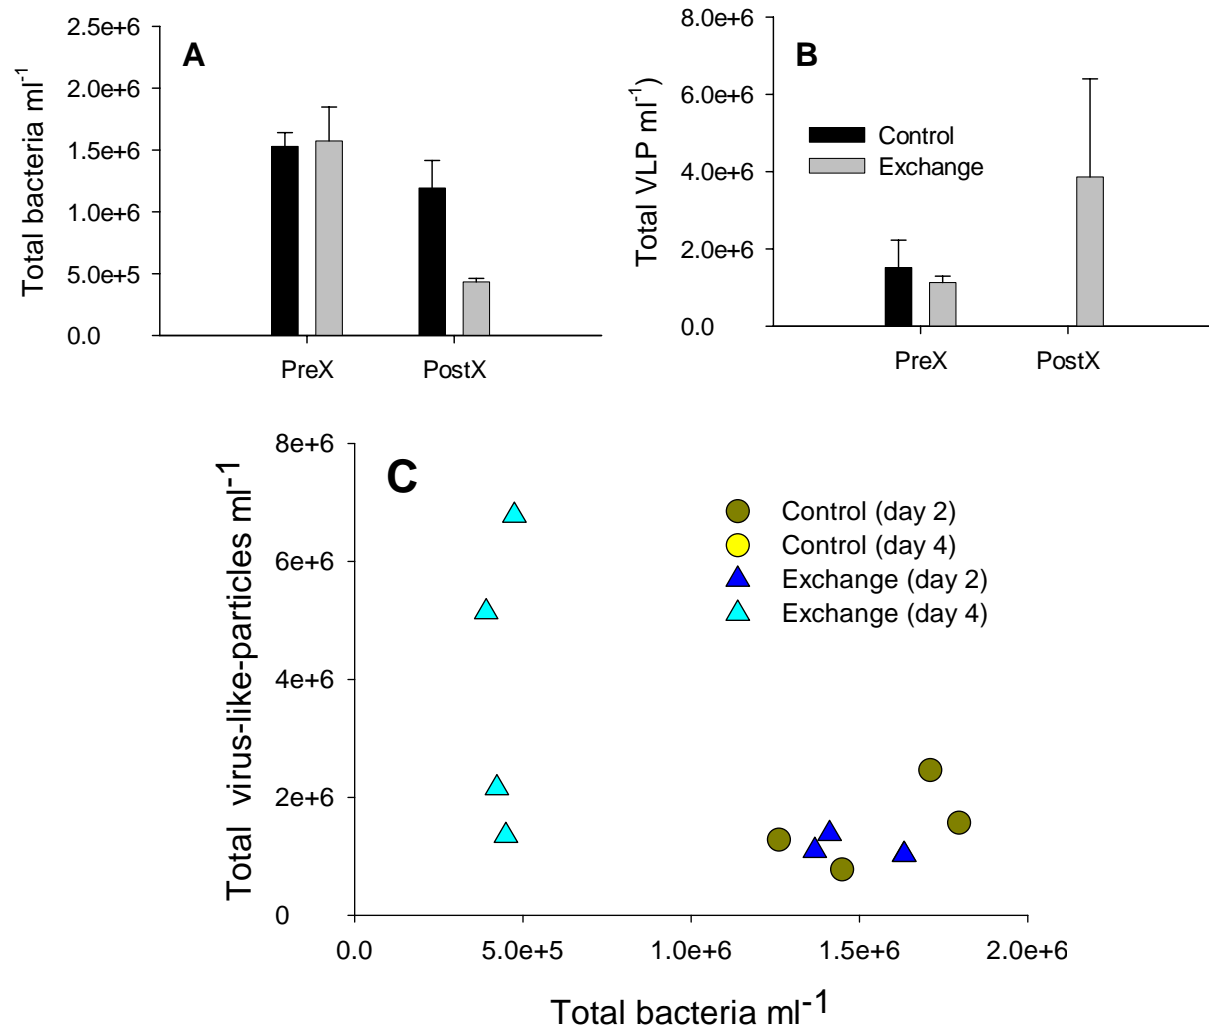 A
Total bacteria ml-1
2.5e+6
2.0e+6
1.5e+6
1.0e+6
5.0e+5
0.0
PreX
PostX
B
Total VLP ml-1)
8.0e+6
6.0e+6
4.0e+6
2.0e+6
0.0
Control
Exchange
PreX
PostX
C
Total virus-like-particles ml-1
8e+6
6e+6
4e+6
2e+6
0
Control (day 2)
Control (day 4)
Exchange (day 2)
Exchange (day 4)
0.0
5.0e+5
1.0e+6
1.5e+6
2.0e+6
Total bacteria ml-1